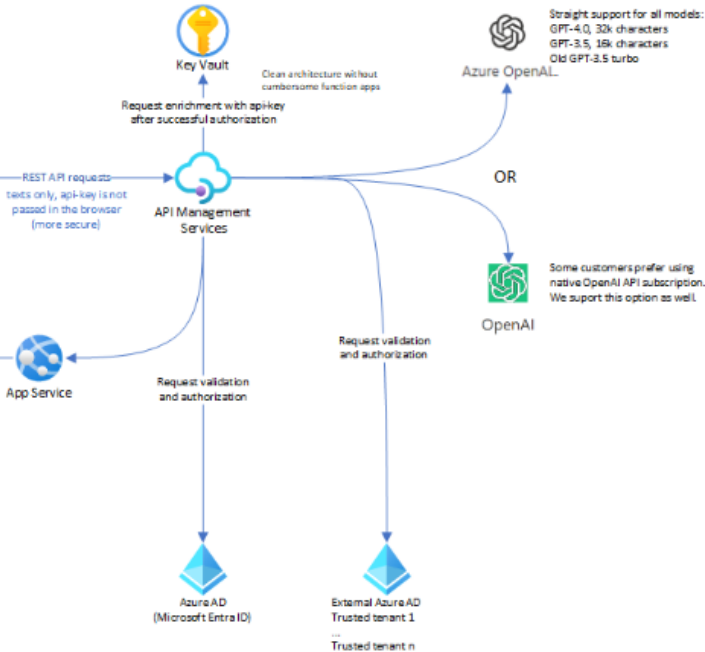 Key Vault
Clean architecture without
cumbersome function apps
Request enrichment with api-key
after successful authorization
Straight support for all models:
GPT-4.0, 32k characters
GPT-3.5, 16k characters
Old GPT-3.5 turbo
Azure OpenAI...
REST API requests
texts only, api-key is not
passed in the browser
(more secure)
API Management
Services
OR
Some customers prefer using
native OpenAI API subscription.
We suport this option as well.
OpenAI
App Service
Request validation
and authorization
Request validation
and authorization
Azure AD
(Microsoft Entra ID)
External Azure AD
Trusted tenant 1
...
Trusted tenant n